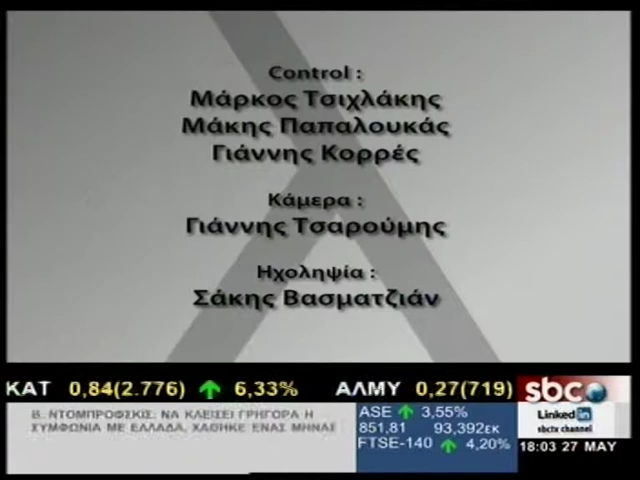 Control :
Μάρκος Τσιχλάκης
Μάκης Παπαλουκάς
Γιάννης Κορρές
Κάμερα :
Γιάννης Τσαρούμης
Ηχοληψία :
Σάκης Βασματζιάν
ΚΑΤ 0,84(2.776) 6,33% ΑΛΜΥ 0,27(719)
Β. ΝΤΟΜΠΡΟΦΣΚΙΣ: ΝΑ ΚΛΕΙΣΕΙ ΓΡΗΓΟΡΑ Η
ΣΥΜΦΩΝΙΑ ΜΕ ΕΛΛΑΔΑ, ΧΑΘΗΚΕ ΕΝΑΣ ΜΗΝΑΣ
ASE 3,55%
851,81 93,392εκ
FTSE-140 4,20%
sbc
Linked in
sbctv channel
18:03 27 MAY